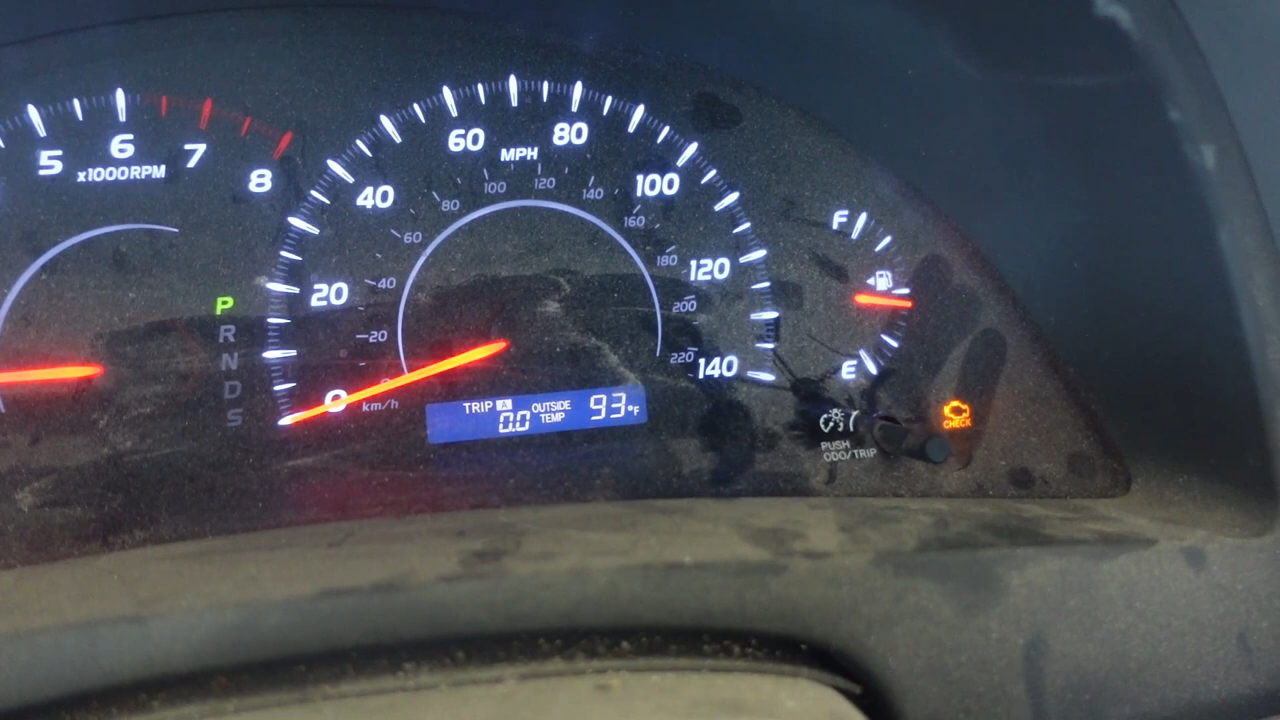 5 6 7 8
x1000RPM
P
R
N
D
S
0 20 40 60 80 100 120 140
MPH
20 40 60 80 100 120 140 160 180 200 220
km/h
TRIP A 0.0
OUTSIDE
TEMP
93°F
F
E
PUSH
ODO/TRIP
CHECK